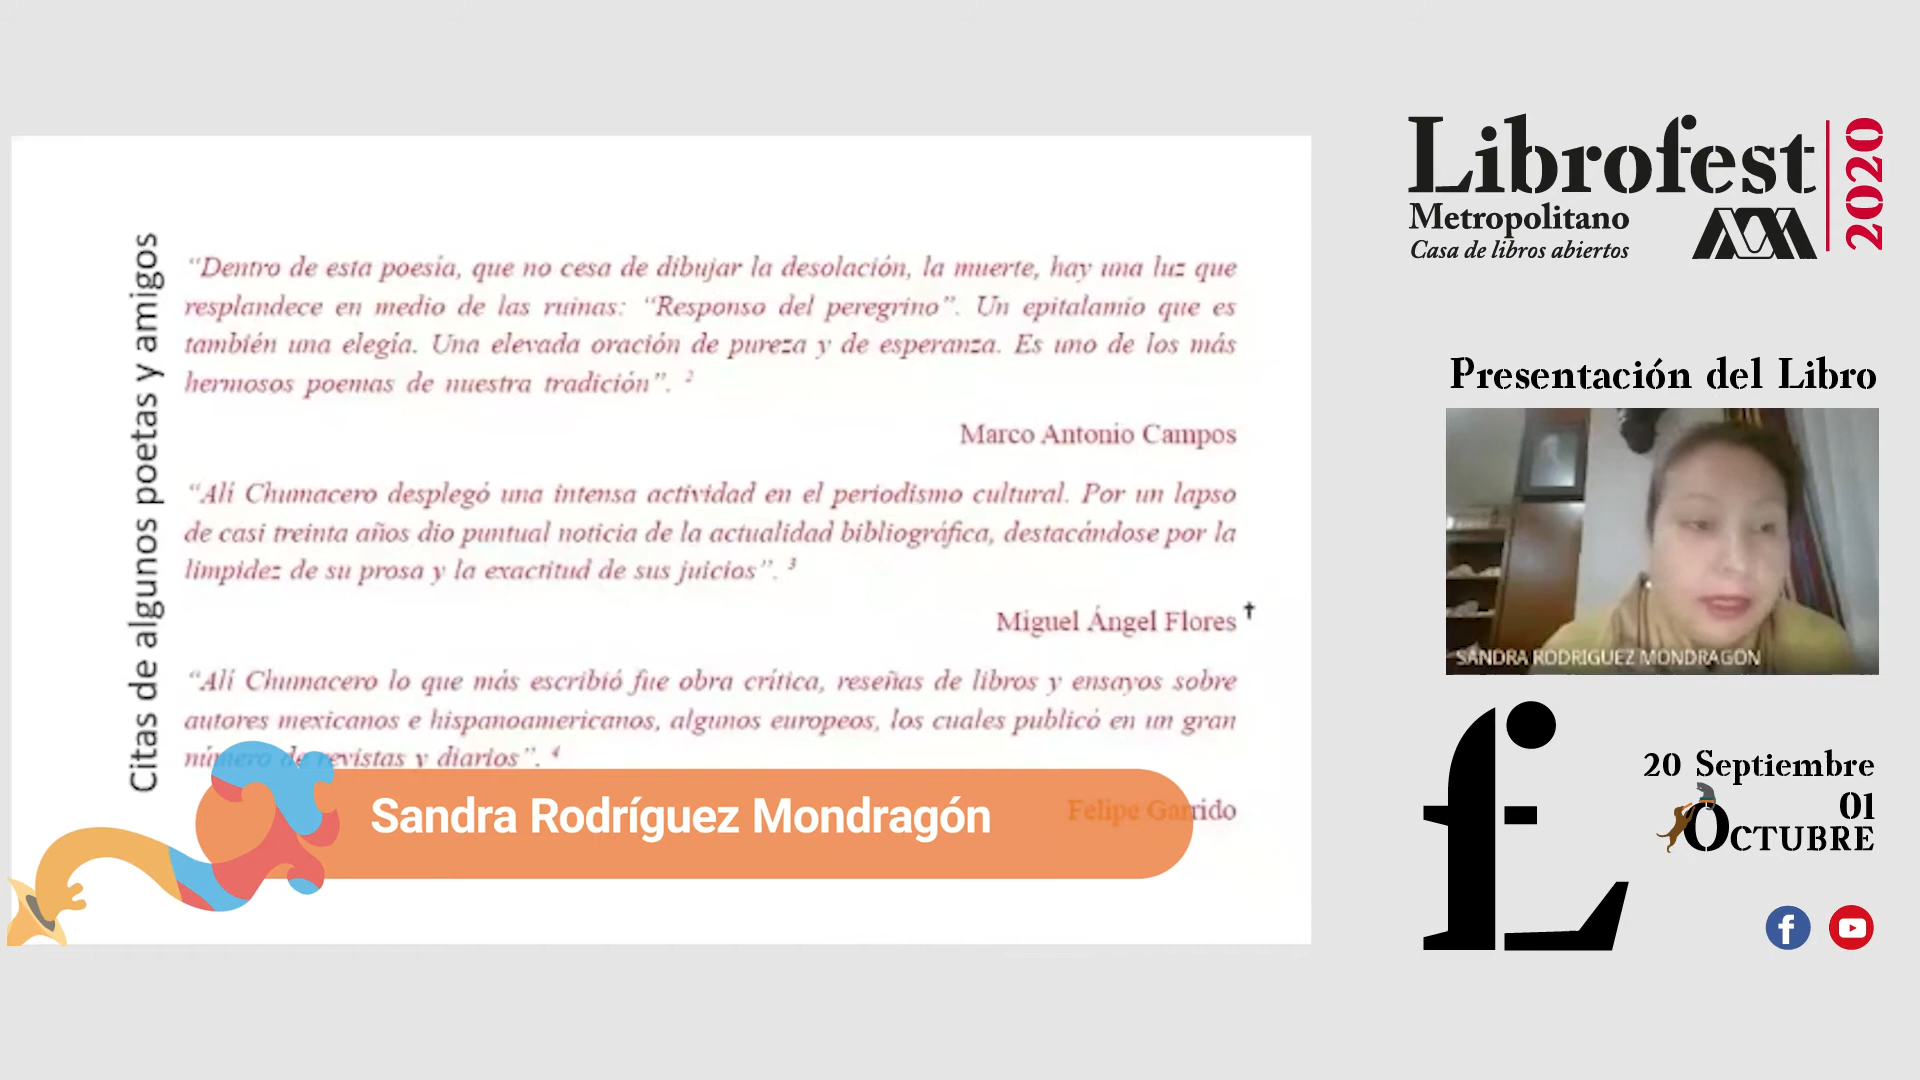 Citas de algunos poetas y amigos
“Dentro de esta poesía, que no cesa de dibujar la desolación, la muerte, hay una luz que
resplandece en medio de las ruinas: “Responso del peregrino”. Un epitalamio que es
también una elegía. Una elevada oración de pureza y de esperanza. Es uno de los más
hermosos poemas de nuestra tradición”. 2
Marco Antonio Campos
“Alí Chumacero desplegó una intensa actividad en el periodismo cultural. Por un lapso
de casi treinta años dio puntual noticia de la actualidad bibliográfica, destacándose por la
limpidez de su prosa y la exactitud de sus juicios”. 3
Miguel Ángel Flores †
“Alí Chumacero lo que más escribió fue obra crítica, reseñas de libros y ensayos sobre
autores mexicanos e hispanoamericanos, algunos europeos, los cuales publicó en un gran
número de revistas y diarios”. 4
Felipe Garrido
Sandra Rodríguez Mondragón
Librofest
Metropolitano
Casa de libros abiertos
2020
Presentación del Libro
SANDRA RODRIGUEZ MONDRAGON
fL
20 Septiembre
01
Octubre